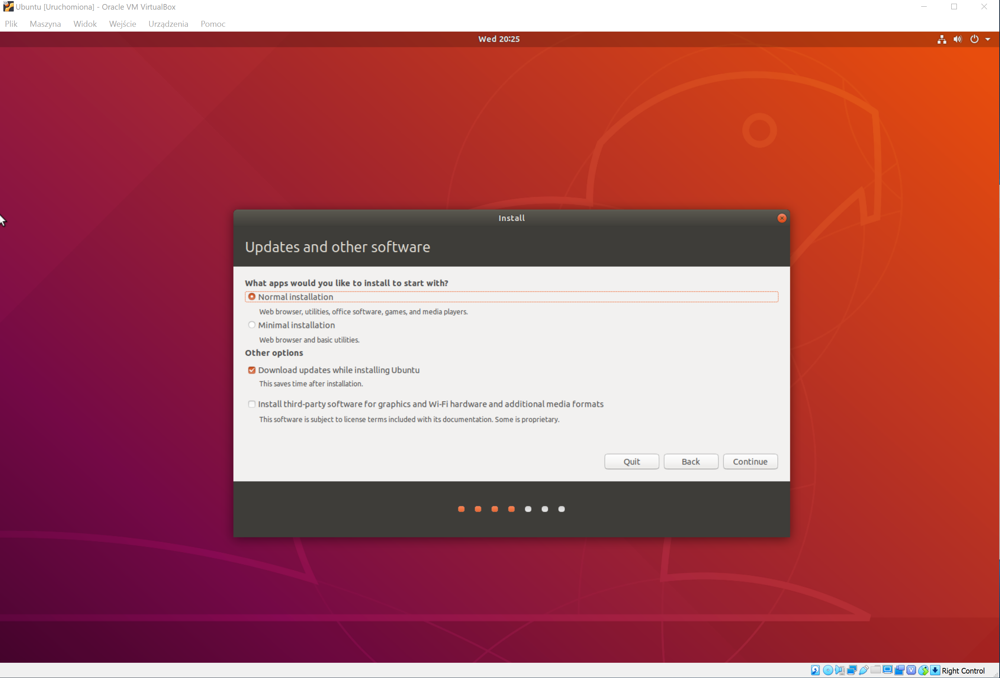 Ubuntu [Uruchomiona] - Oracle VM VirtualBox
Plik Maszyna Widok Wejście Urządzenia Pomoc
Wed 20:25
Install
Updates and other software
What apps would you like to install to start with?
Normal installation
Web browser, utilities, office software, games, and media players.
Minimal installation
Web browser and basic utilities.
Other options
Download updates while installing Ubuntu
This saves time after installation.
Install third-party software for graphics and Wi-Fi hardware and additional media formats
This software is subject to license terms included with its documentation. Some is proprietary.
Quit Back Continue
Right Control